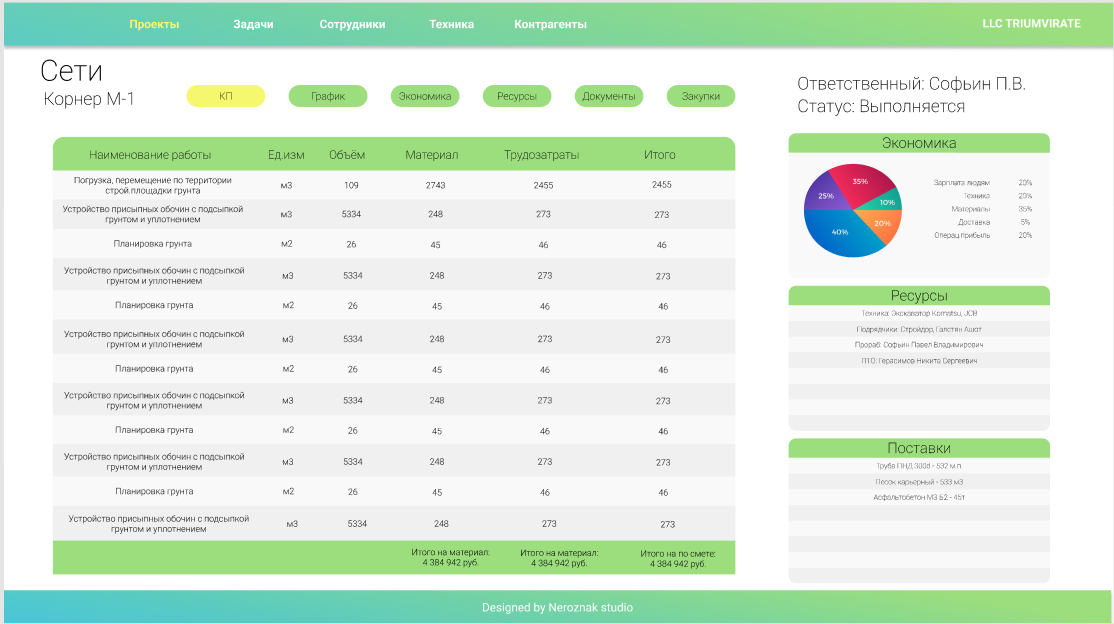 Проекты Задачи Сотрудники Техника Контрагенты LLC TRIUMVIRATE
Сети
Корнер М-1
КП График Экономика Ресурсы Документы Закупки
Ответственный: Софьин П.В.
Статус: Выполняется
Наименование работы Ед.изм Объём Материал Трудозатраты Итого
Погрузка, перемещение по территории
строй.площадки грунта
м3 109 2743 2455 2455
Устройство присыпных обочин с подсыпкой
грунтом и уплотнением
м3 5334 248 273 273
Планировка грунта м2 26 45 46 46
Устройство присыпных обочин с подсыпкой
грунтом и уплотнением
м3 5334 248 273 273
Планировка грунта м2 26 45 46 46
Устройство присыпных обочин с подсыпкой
грунтом и уплотнением
м3 5334 248 273 273
Планировка грунта м2 26 45 46 46
Устройство присыпных обочин с подсыпкой
грунтом и уплотнением
м3 5334 248 273 273
Планировка грунта м2 26 45 46 46
Устройство присыпных обочин с подсыпкой
грунтом и уплотнением
м3 5334 248 273 273
Планировка грунта м2 26 45 46 46
Устройство присыпных обочин с подсыпкой
грунтом и уплотнением
м3 5334 248 273 273
Итого на материал:
4 384 942 руб.
Итого на материал:
4 384 942 руб.
Итого на по смете:
4 384 942 руб.
Экономика
35%
25%
10%
20%
40%
Зарплата людям 20%
Техника 20%
Материалы 35%
Доставка 5%
Операц прибыль 20%
Ресурсы
Техника: Экскаватор Komatsu, JCB
Подрядчики: Стройдор, Галстян Ашот
Прораб: Софьин Павел Владимирович
ПТО: Герасимов Никита Сергеевич
Поставки
Труба ПНД 300d - 532 м.п.
Песок карьерный - 533 м3
Асфальтобетон МЗ Б2 - 45т
Designed by Neroznak studio